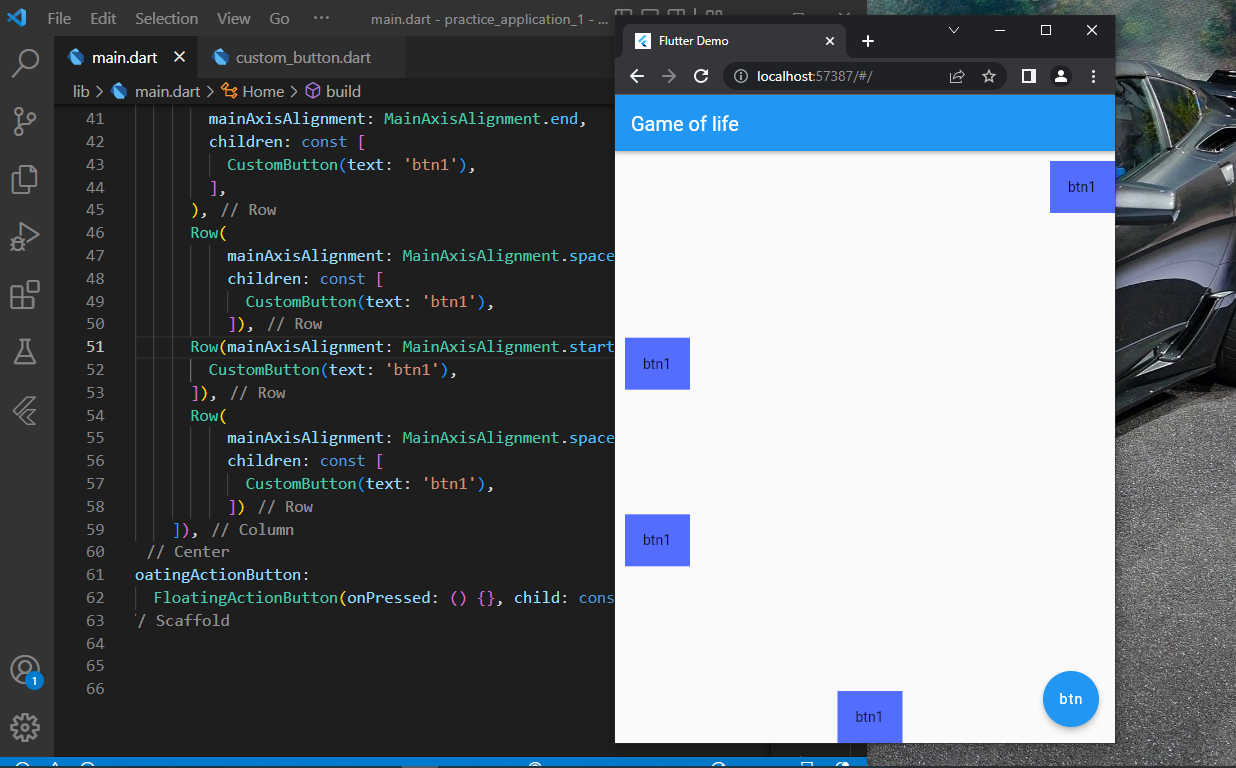 File Edit Selection View Go ··· main.dart - practice_application_1 - ...
main.dart custom_button.dart
lib > main.dart > Home > build
41 mainAxisAlignment: MainAxisAlignment.end,
42 children: const [
43 CustomButton(text: 'btn1'),
44 ],
45 ), // Row
46 Row(
47 mainAxisAlignment: MainAxisAlignment.space
48 children: const [
49 CustomButton(text: 'btn1'),
50 ]), // Row
51 Row(mainAxisAlignment: MainAxisAlignment.start
52 CustomButton(text: 'btn1'),
53 ]), // Row
54 Row(
55 mainAxisAlignment: MainAxisAlignment.space
56 children: const [
57 CustomButton(text: 'btn1'),
58 ]) // Row
59 ]), // Column
60 // Center
61 oatingActionButton:
62 FloatingActionButton(onPressed: () {}, child: cons
63 / Scaffold
64
65
66
1
Flutter Demo
localhost:57387/#/
Game of life
btn1
btn1
btn1
btn
btn1